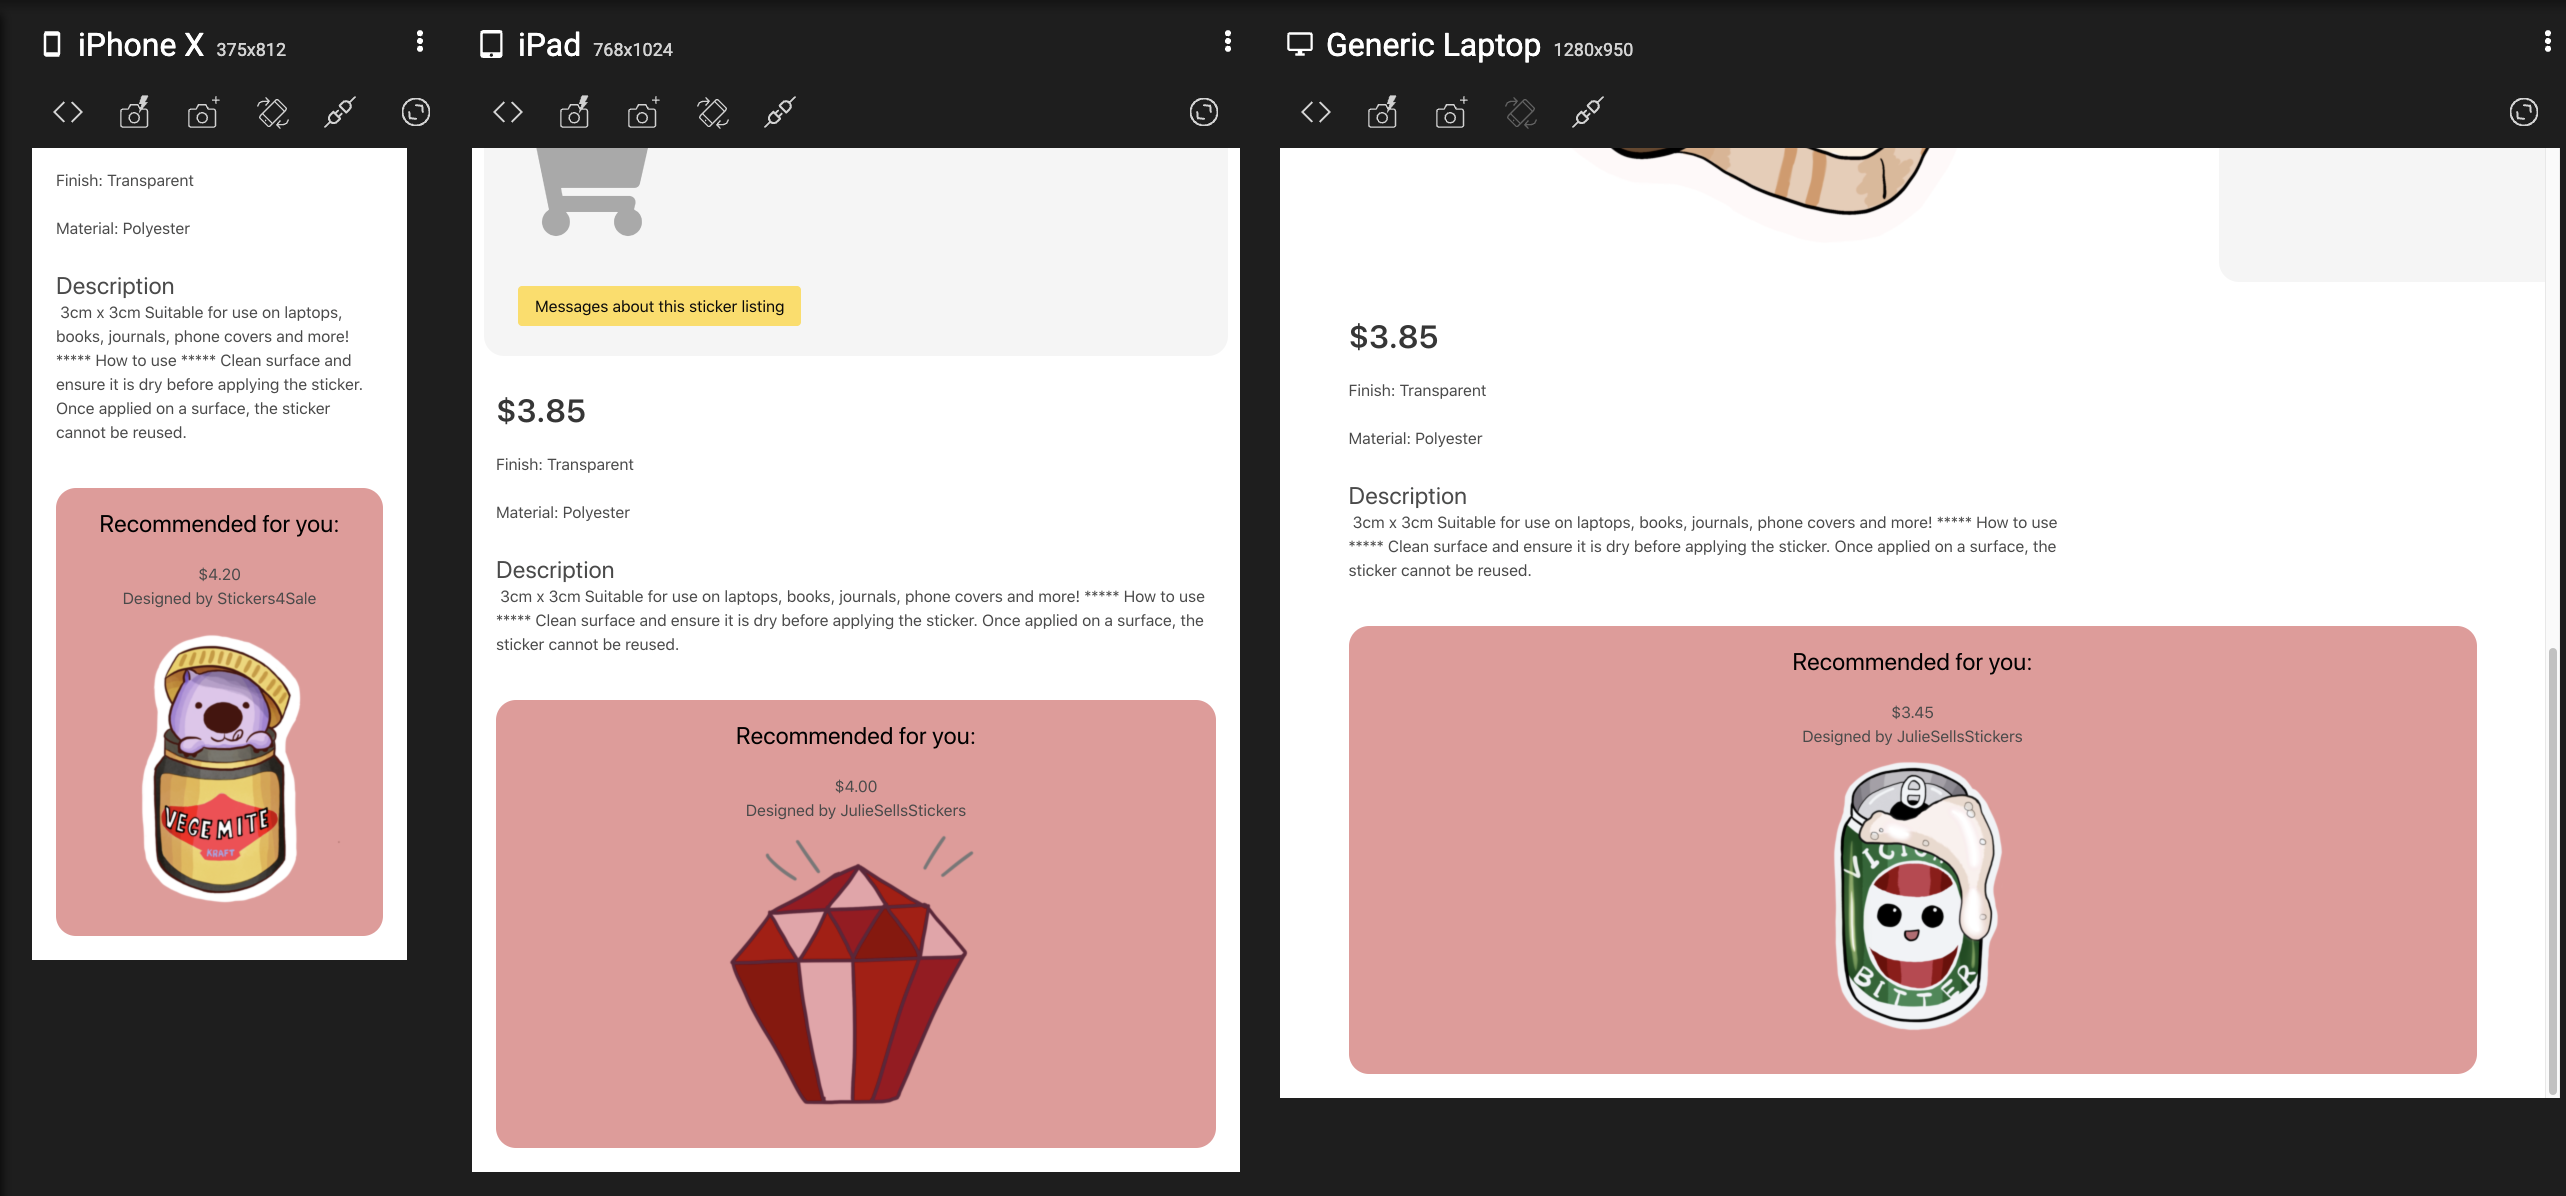 iPhone X 375x812
Finish: Transparent
Material: Polyester
Description
3cm x 3cm Suitable for use on laptops,
books, journals, phone covers and more!
***** How to use ***** Clean surface and
ensure it is dry before applying the sticker.
Once applied on a surface, the sticker
cannot be reused.
Recommended for you:
$4.20
Designed by Stickers4Sale
VEGEMITE
KRAFT
iPad 768x1024
Messages about this sticker listing
$3.85
Finish: Transparent
Material: Polyester
Description
3cm x 3cm Suitable for use on laptops, books, journals, phone covers and more! ***** How to use
***** Clean surface and ensure it is dry before applying the sticker. Once applied on a surface, the
sticker cannot be reused.
Recommended for you:
$4.00
Designed by JulieSellsStickers
Generic Laptop 1280x950
$3.85
Finish: Transparent
Material: Polyester
Description
3cm x 3cm Suitable for use on laptops, books, journals, phone covers and more! ***** How to use
***** Clean surface and ensure it is dry before applying the sticker. Once applied on a surface, the
sticker cannot be reused.
Recommended for you:
$3.45
Designed by JulieSellsStickers
BITTER